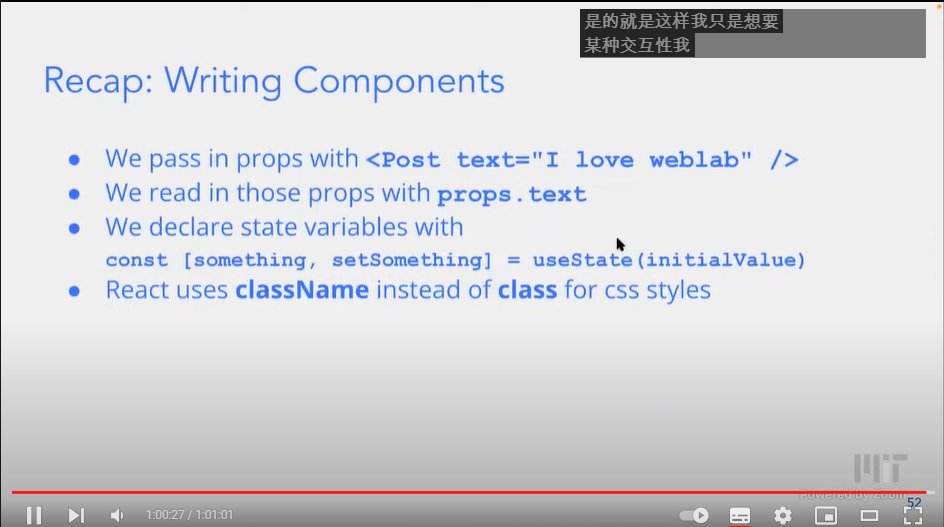 是的就是这样我只是想要
某种交互性我
Recap: Writing Components
● We pass in props with <Post text="I love weblab" />
● We read in those props with props.text
● We declare state variables with
const [something, setSomething] = useState(initialValue)
● React uses className instead of class for css styles
MIT
Powered by Zoom
52
1:00:27 / 1:01:01